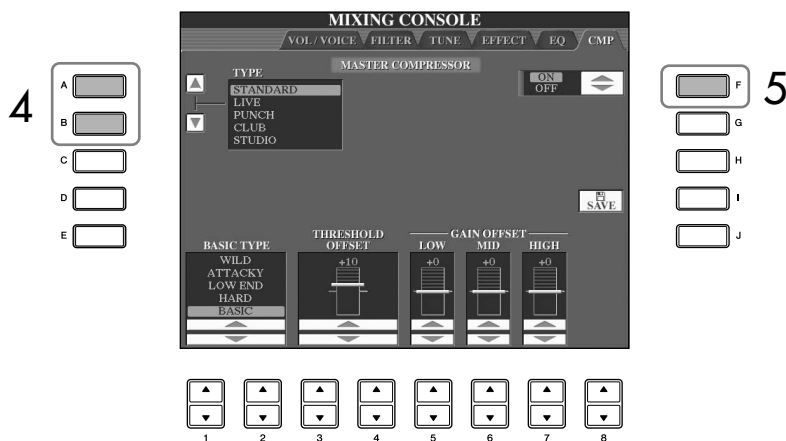 MIXING CONSOLE
VOL/VOICE FILTER TUNE EFFECT EQ CMP
MASTER COMPRESSOR
TYPE
STANDARD
LIVE
PUNCH
CLUB
STUDIO
ON
OFF
SAVE
BASIC TYPE
WILD
ATTACKY
LOW END
HARD
BASIC
THRESHOLD
OFFSET
+10
GAIN OFFSET
LOW MID HIGH
+0 +0 +0
4
A
B
C
D
E
5
F
G
H
I
J
1 2 3 4 5 6 7 8